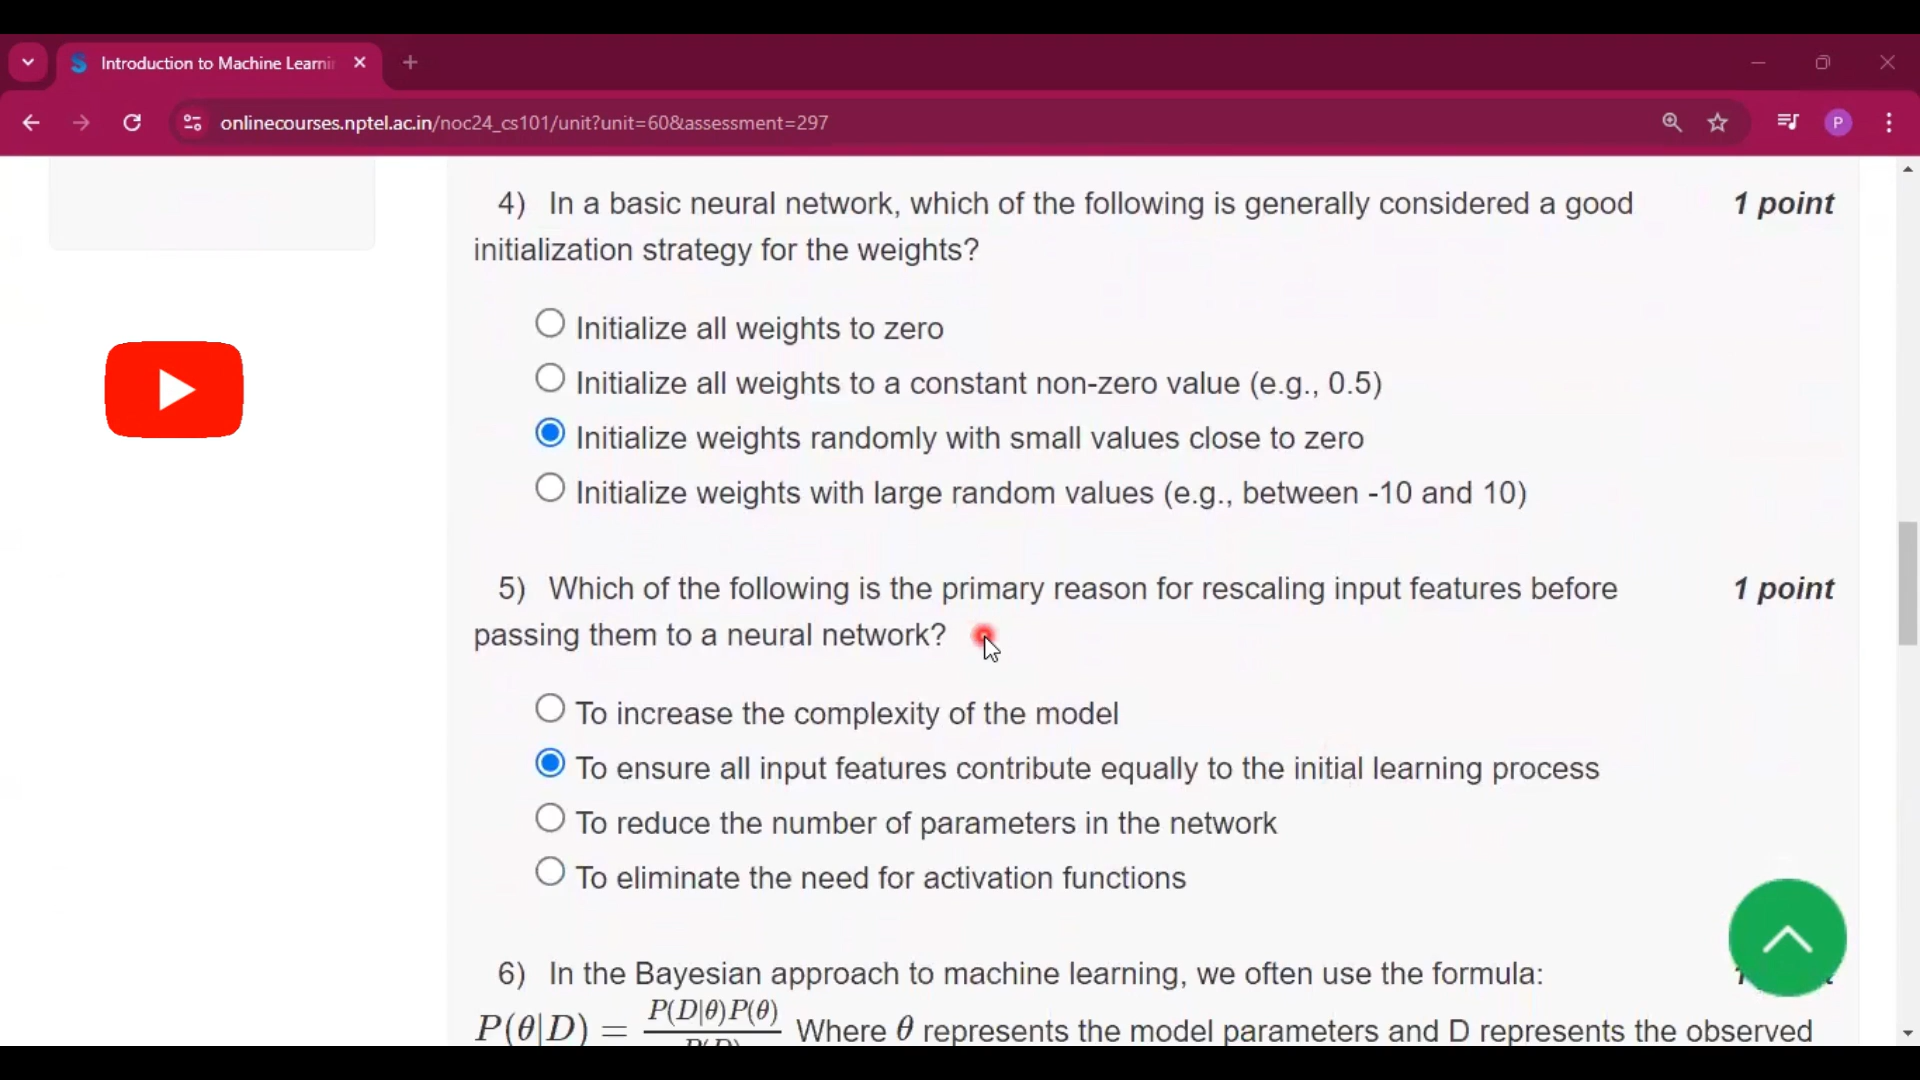 Introduction to Machine Learni
onlinecourses.nptel.ac.in/noc24_cs101/unit?unit=60&assessment=297
P
4) In a basic neural network, which of the following is generally considered a good 1 point
initialization strategy for the weights?
Initialize all weights to zero
Initialize all weights to a constant non-zero value (e.g., 0.5)
Initialize weights randomly with small values close to zero
Initialize weights with large random values (e.g., between -10 and 10)
5) Which of the following is the primary reason for rescaling input features before 1 point
passing them to a neural network?
To increase the complexity of the model
To ensure all input features contribute equally to the initial learning process
To reduce the number of parameters in the network
To eliminate the need for activation functions
6) In the Bayesian approach to machine learning, we often use the formula:
P(θ|D) = P(D|θ)P(θ) Where θ represents the model parameters and D represents the observed